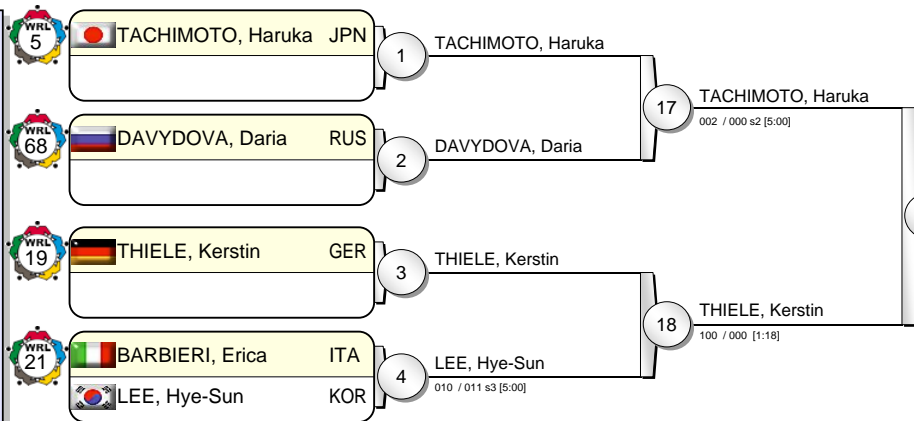 WRL
5
TACHIMOTO, Haruka JPN
1
TACHIMOTO, Haruka
17
TACHIMOTO, Haruka
002 / 000 s2 [5:00]
WRL
68
DAVYDOVA, Daria RUS
2
DAVYDOVA, Daria
WRL
19
THIELE, Kerstin GER
3
THIELE, Kerstin
18
THIELE, Kerstin
100 / 000 [1:18]
WRL
21
BARBIERI, Erica ITA
LEE, Hye-Sun KOR
4
LEE, Hye-Sun
010 / 011 s3 [5:00]